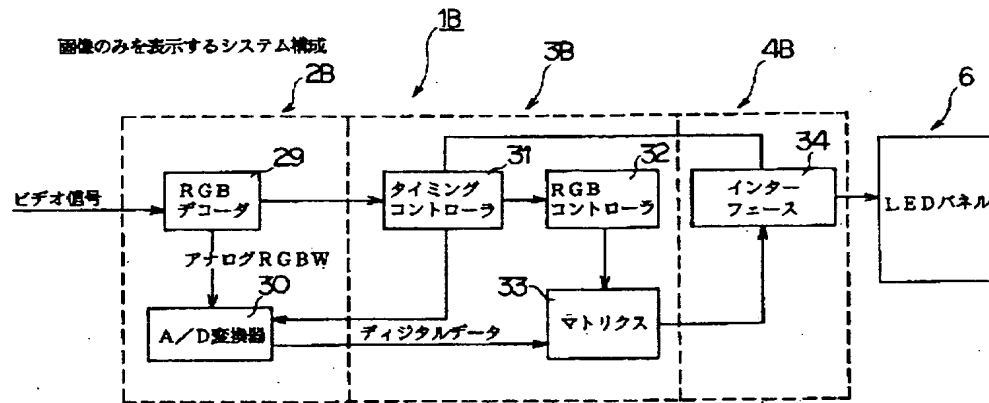 画像のみを表示するシステム構成
1B
2B
3B
4B
6
29
31
32
34
ビデオ信号
RGB
デコーダ
タイミング
コントローラ
RGB
コントローラ
インター
フェース
LEDパネル
アナログRGBW
30
33
A/D変換器
ディジタルデータ
マトリクス